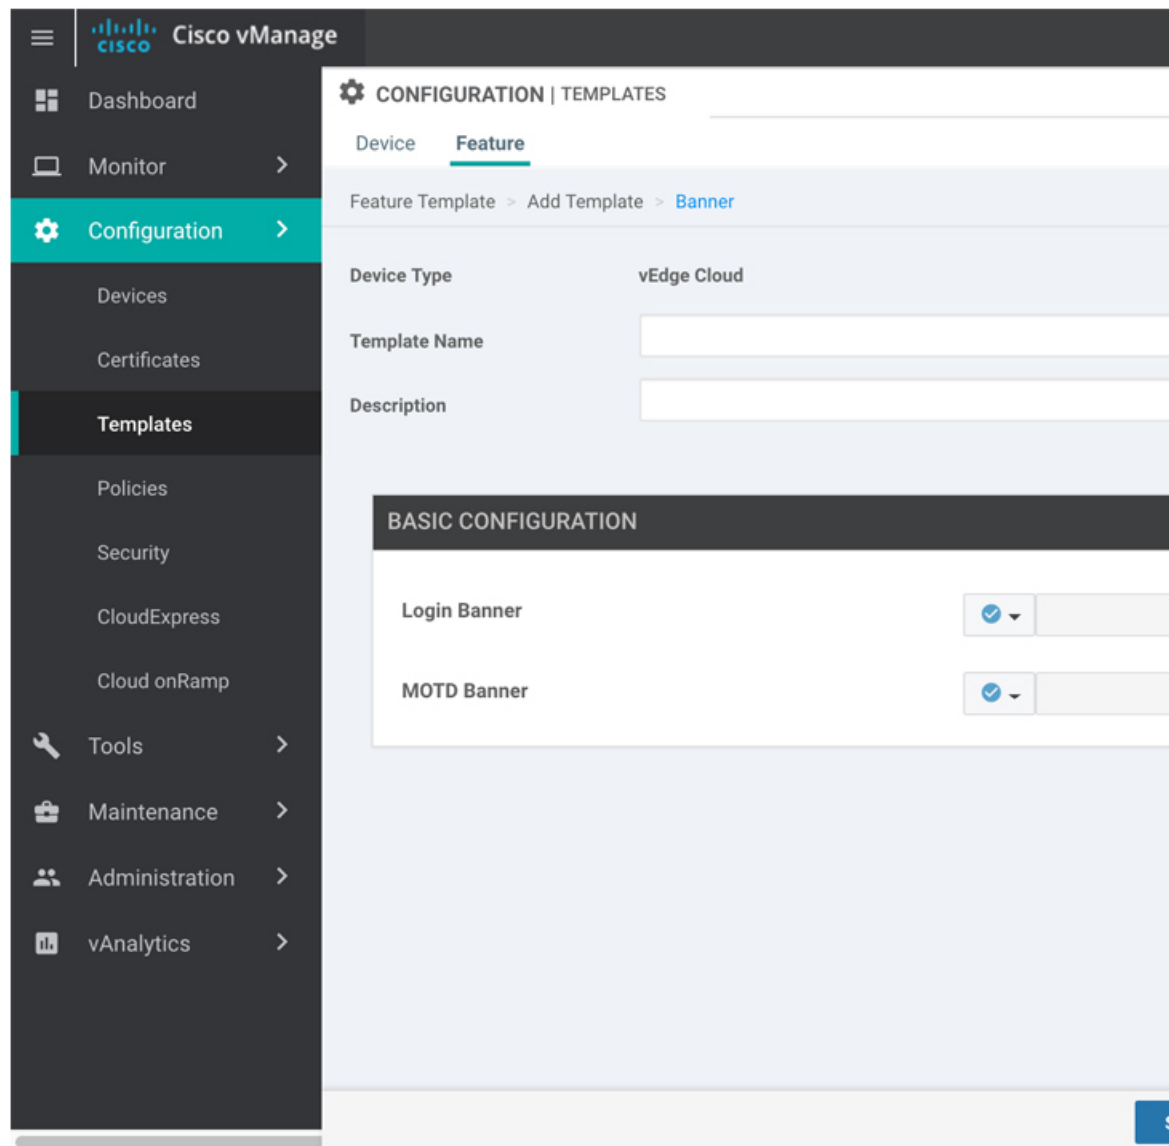 cisco Cisco vManage
Dashboard
Monitor
Configuration
Devices
Certificates
Templates
Policies
Security
CloudExpress
Cloud onRamp
Tools
Maintenance
Administration
vAnalytics
CONFIGURATION | TEMPLATES
Device Feature
Feature Template > Add Template > Banner
Device Type vEdge Cloud
Template Name
Description
BASIC CONFIGURATION
Login Banner
MOTD Banner